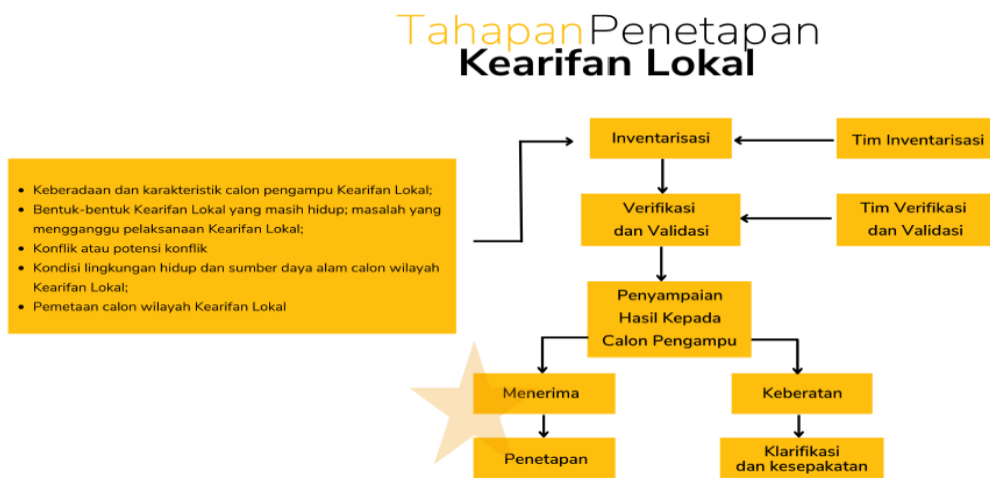 Tahapan Penetapan
Kearifan Lokal
• Keberadaan dan karakteristik calon pengampu Kearifan Lokal;
• Bentuk-bentuk Kearifan Lokal yang masih hidup; masalah yang
mengganggu pelaksanaan Kearifan Lokal;
• Konflik atau potensi konflik
• Kondisi lingkungan hidup dan sumber daya alam calon wilayah
Kearifan Lokal;
• Pemetaan calon wilayah Kearifan Lokal
Inventarisasi
Tim Inventarisasi
Verifikasi
dan Validasi
Tim Verifikasi
dan Validasi
Penyampaian
Hasil Kepada
Calon Pengampu
Menerima
Keberatan
Penetapan
Klarifikasi
dan kesepakatan